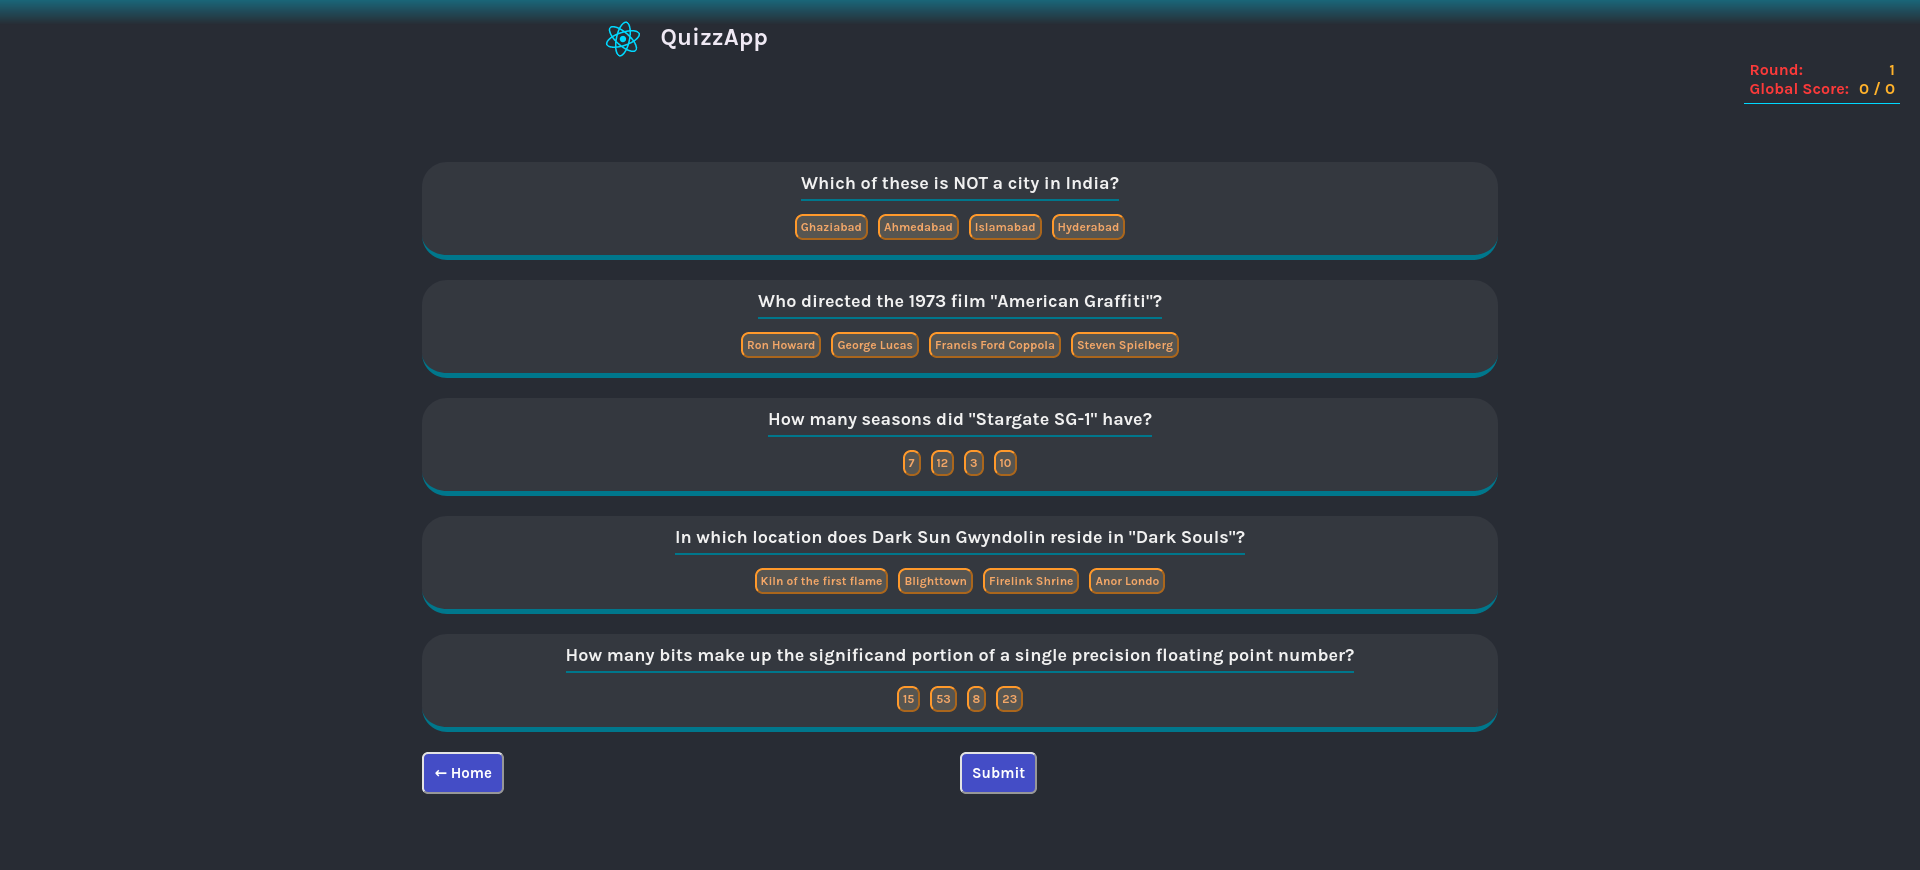 QuizzApp
Round: 1
Global Score: 0 / 0
Which of these is NOT a city in India?
Ghaziabad Ahmedabad Islamabad Hyderabad
Who directed the 1973 film "American Graffiti"?
Ron Howard George Lucas Francis Ford Coppola Steven Spielberg
How many seasons did "Stargate SG-1" have?
7 12 3 10
In which location does Dark Sun Gwyndolin reside in "Dark Souls"?
Kiln of the first flame Blighttown Firelink Shrine Anor Londo
How many bits make up the significand portion of a single precision floating point number?
15 53 8 23
← Home Submit